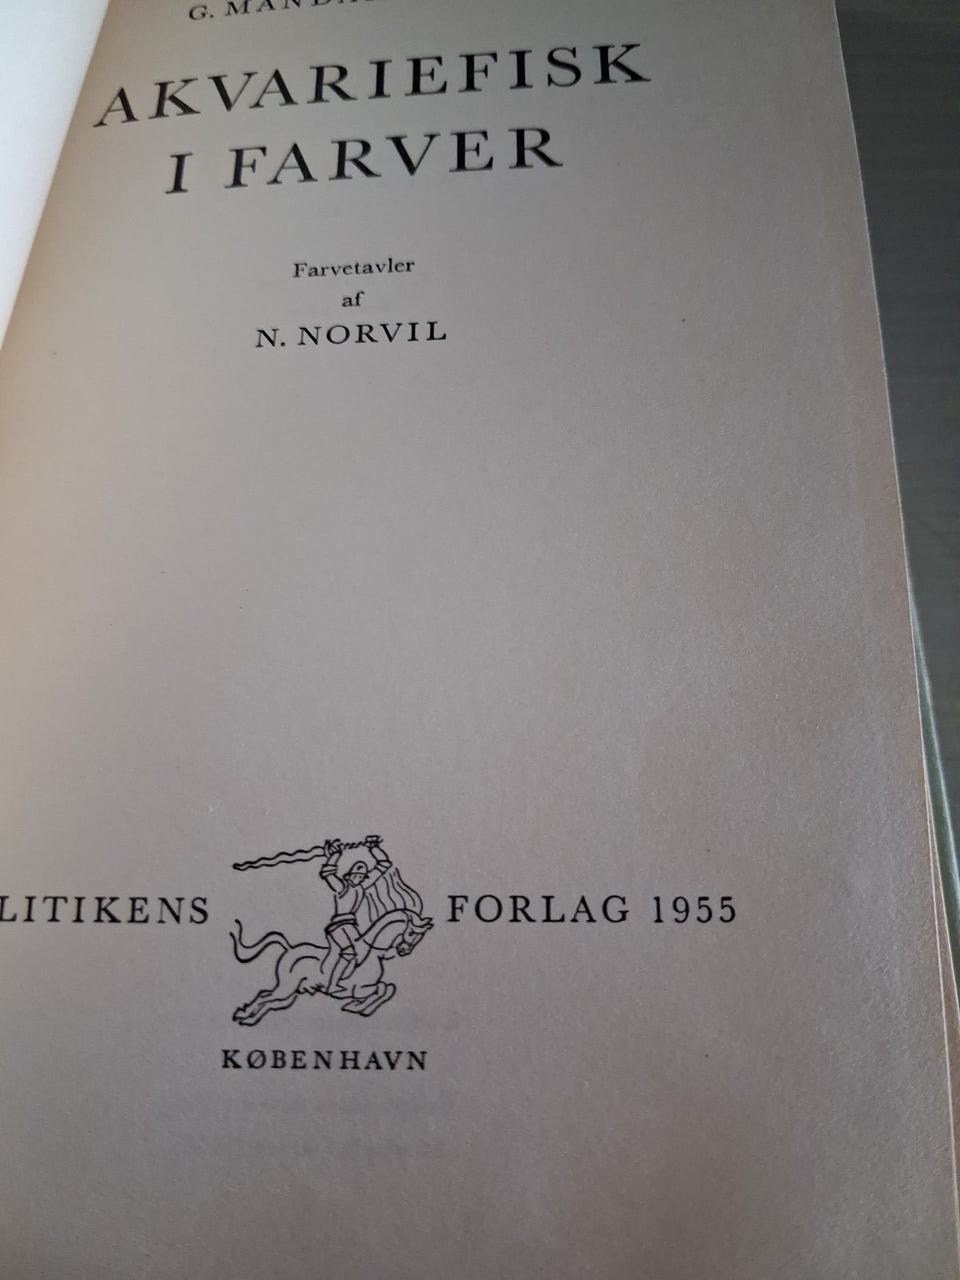 G.
AKVARIEFISK
I FARVER
Farvetavler
af
N. NORVIL
LITIKENS FORLAG 1955
KØBENHAVN